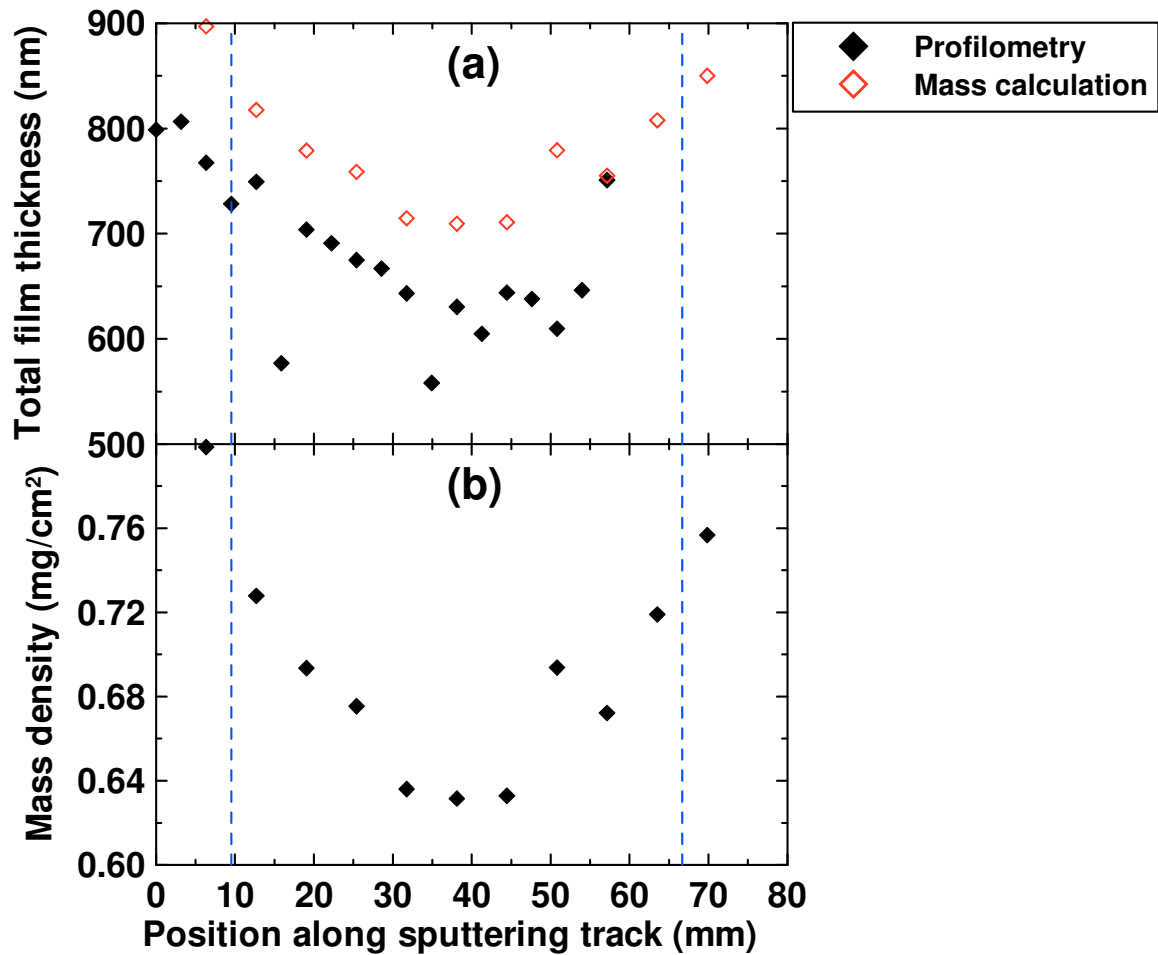 900
800
700
600
500
Total film thickness (nm)
(a)
Profilometry
Mass calculation
(b)
0.76
0.72
0.68
0.64
0.60
Mass density (mg/cm²)
0 10 20 30 40 50 60 70 80
Position along sputtering track (mm)